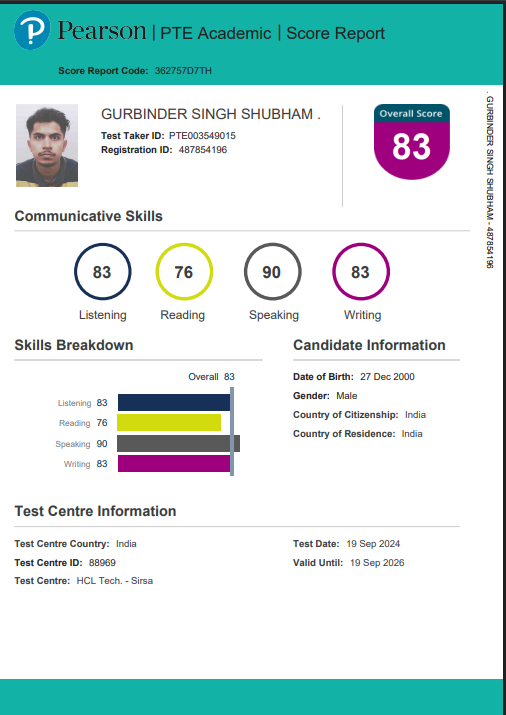 Pearson | PTE Academic | Score Report
Score Report Code: 362757D7TH
GURBINDER SINGH SHUBHAM .
Test Taker ID: PTE003549015
Registration ID: 487854196
Overall Score
83
. GURBINDER SINGH SHUBHAM - 487854196
Communicative Skills
83 76 90 83
Listening Reading Speaking Writing
Skills Breakdown
Overall 83
Listening 83
Reading 76
Speaking 90
Writing 83
Candidate Information
Date of Birth: 27 Dec 2000
Gender: Male
Country of Citizenship: India
Country of Residence: India
Test Centre Information
Test Centre Country: India
Test Centre ID: 88969
Test Centre: HCL Tech. - Sirsa
Test Date: 19 Sep 2024
Valid Until: 19 Sep 2026